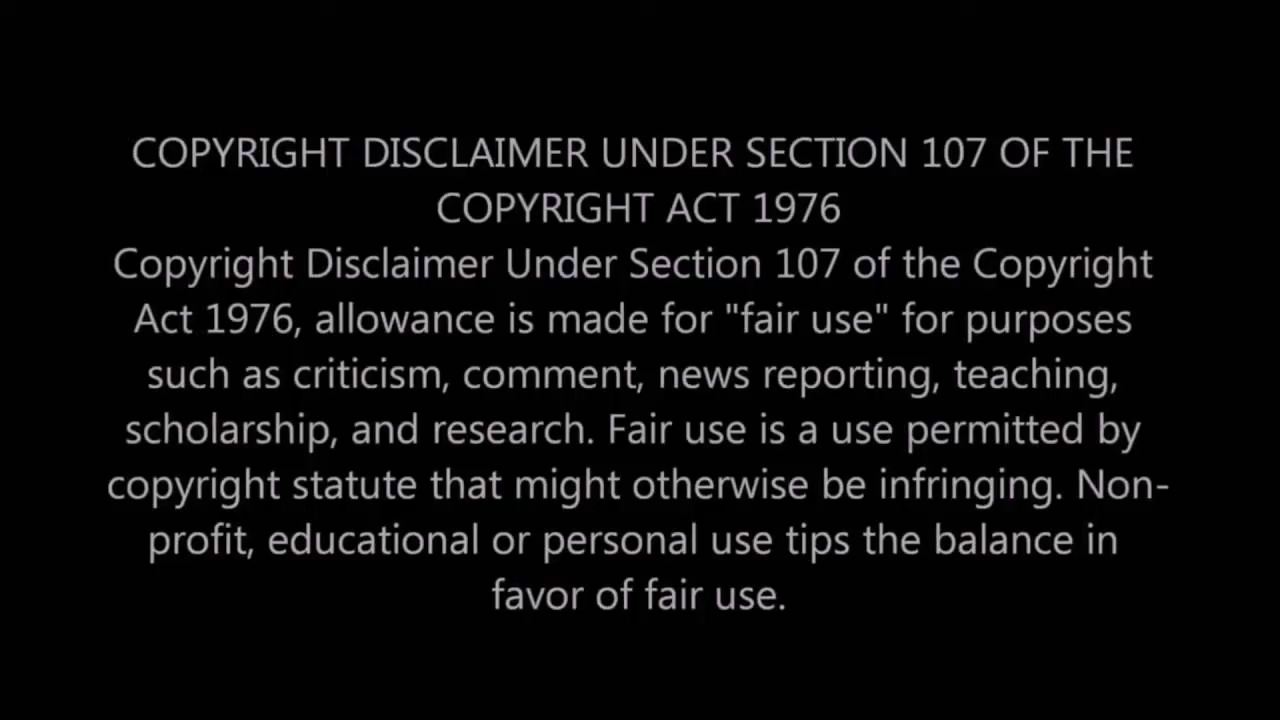 COPYRIGHT DISCLAIMER UNDER SECTION 107 OF THE
COPYRIGHT ACT 1976
Copyright Disclaimer Under Section 107 of the Copyright
Act 1976, allowance is made for "fair use" for purposes
such as criticism, comment, news reporting, teaching,
scholarship, and research. Fair use is a use permitted by
copyright statute that might otherwise be infringing. Non-
profit, educational or personal use tips the balance in
favor of fair use.